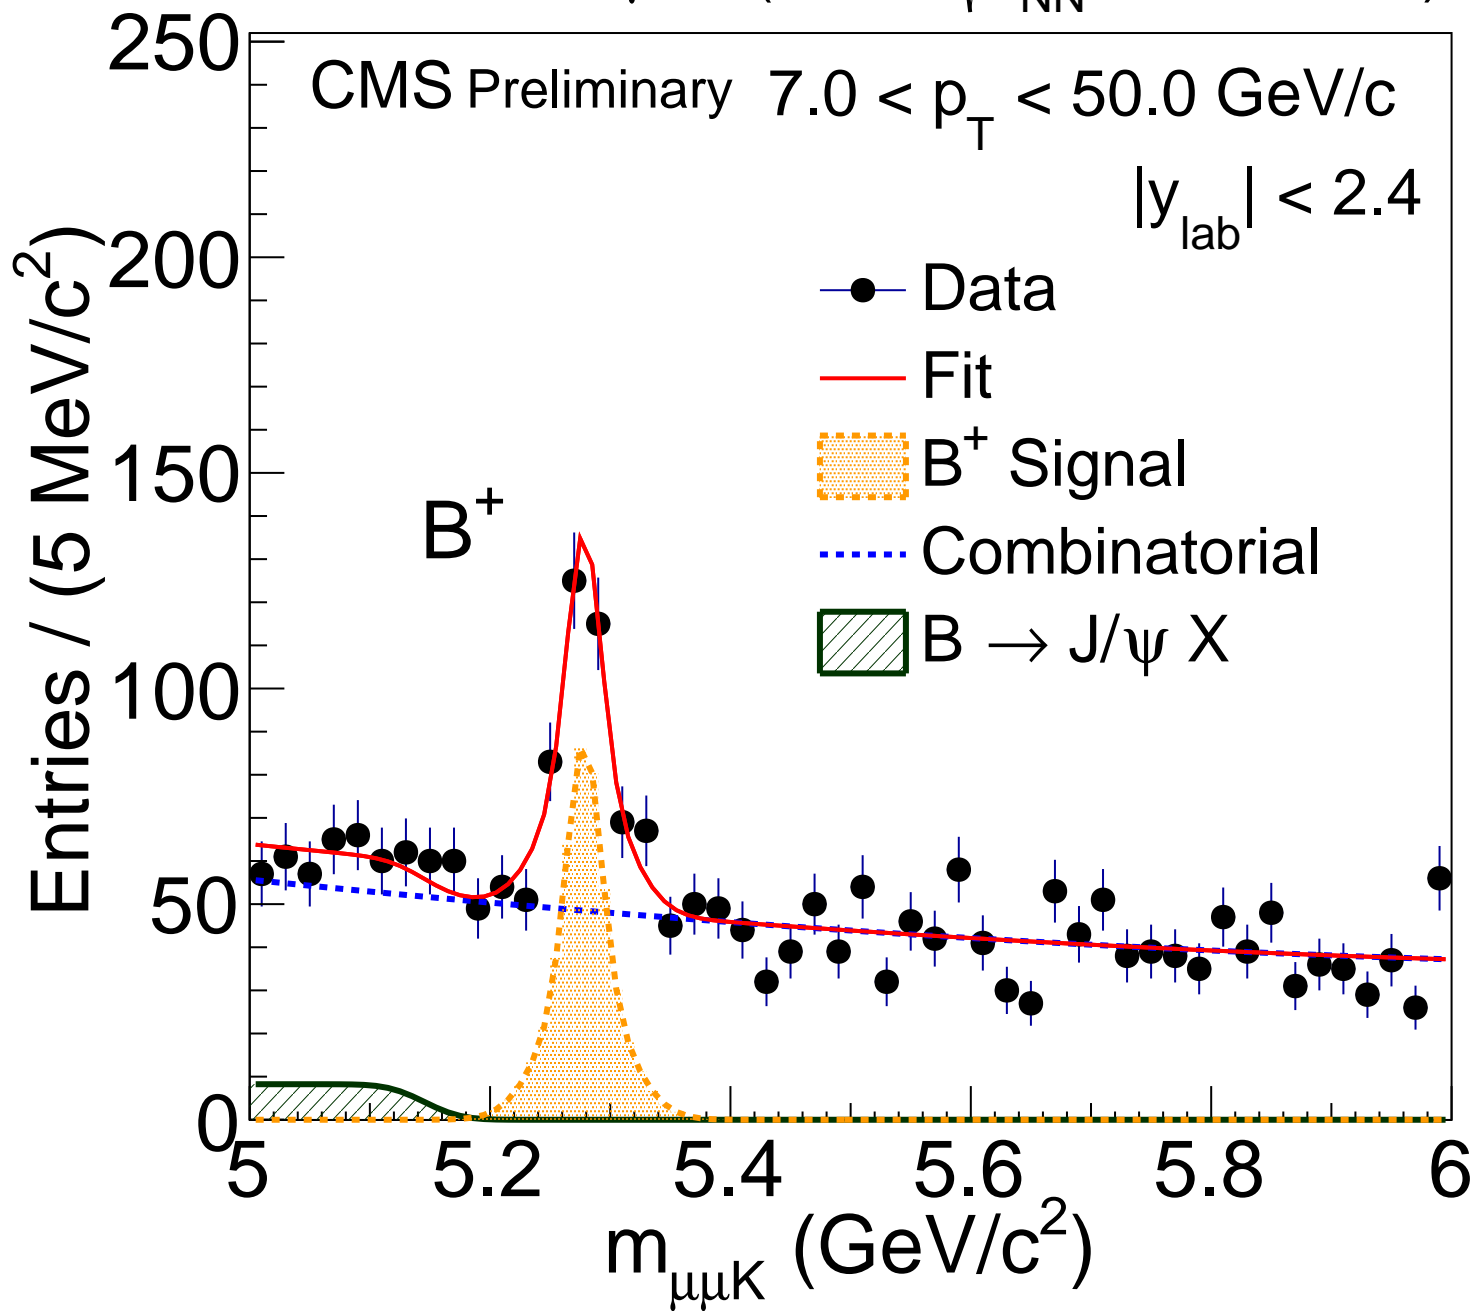 NN
CMS Preliminary 7.0 < p_T < 50.0 GeV/c
|y_lab| < 2.4
Data
Fit
B⁺ Signal
Combinatorial
B → J/ψ X
B⁺
Entries / (5 MeV/c²)
250
200
150
100
50
0
5 5.2 5.4 5.6 5.8 6
m_μμK (GeV/c²)